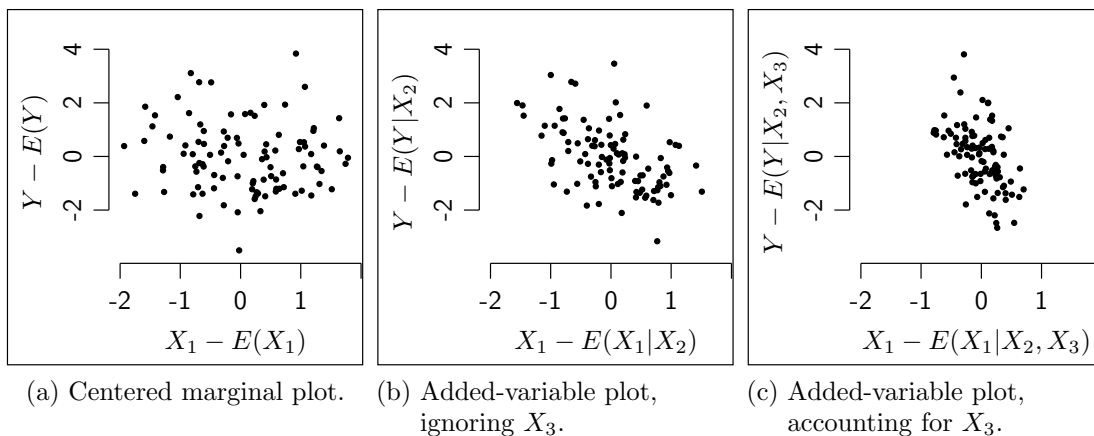 4
2
0
-2
Y − E(Y)
-2 -1 0 1
X₁ − E(X₁)
4
2
0
-2
Y − E(Y|X₂)
-2 -1 0 1
X₁ − E(X₁|X₂)
4
2
0
-2
Y − E(Y|X₂, X₃)
-2 -1 0 1
X₁ − E(X₁|X₂, X₃)
(a) Centered marginal plot.
(b) Added-variable plot,
ignoring X₃.
(c) Added-variable plot,
accounting for X₃.